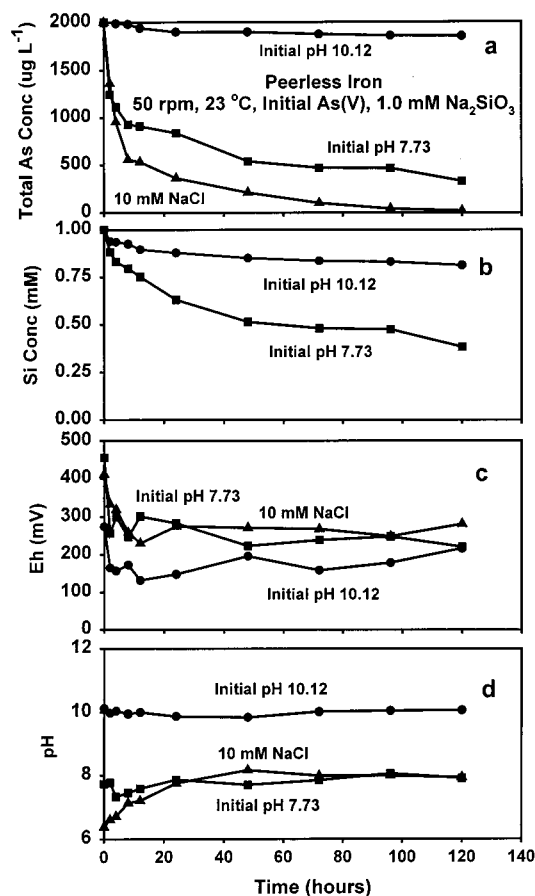 2000
1500
1000
500
0
Total As Conc (ug L⁻¹)
a
Initial pH 10.12
Peerless Iron
50 rpm, 23 °C, Initial As(V), 1.0 mM Na₂SiO₃
Initial pH 7.73
10 mM NaCl
1.00
0.75
0.50
0.25
0.00
Si Conc (mM)
b
Initial pH 10.12
Initial pH 7.73
500
400
300
200
100
0
Eh (mV)
c
Initial pH 7.73
10 mM NaCl
Initial pH 10.12
12
10
8
6
pH
d
Initial pH 10.12
10 mM NaCl
Initial pH 7.73
0 20 40 60 80 100 120 140
Time (hours)